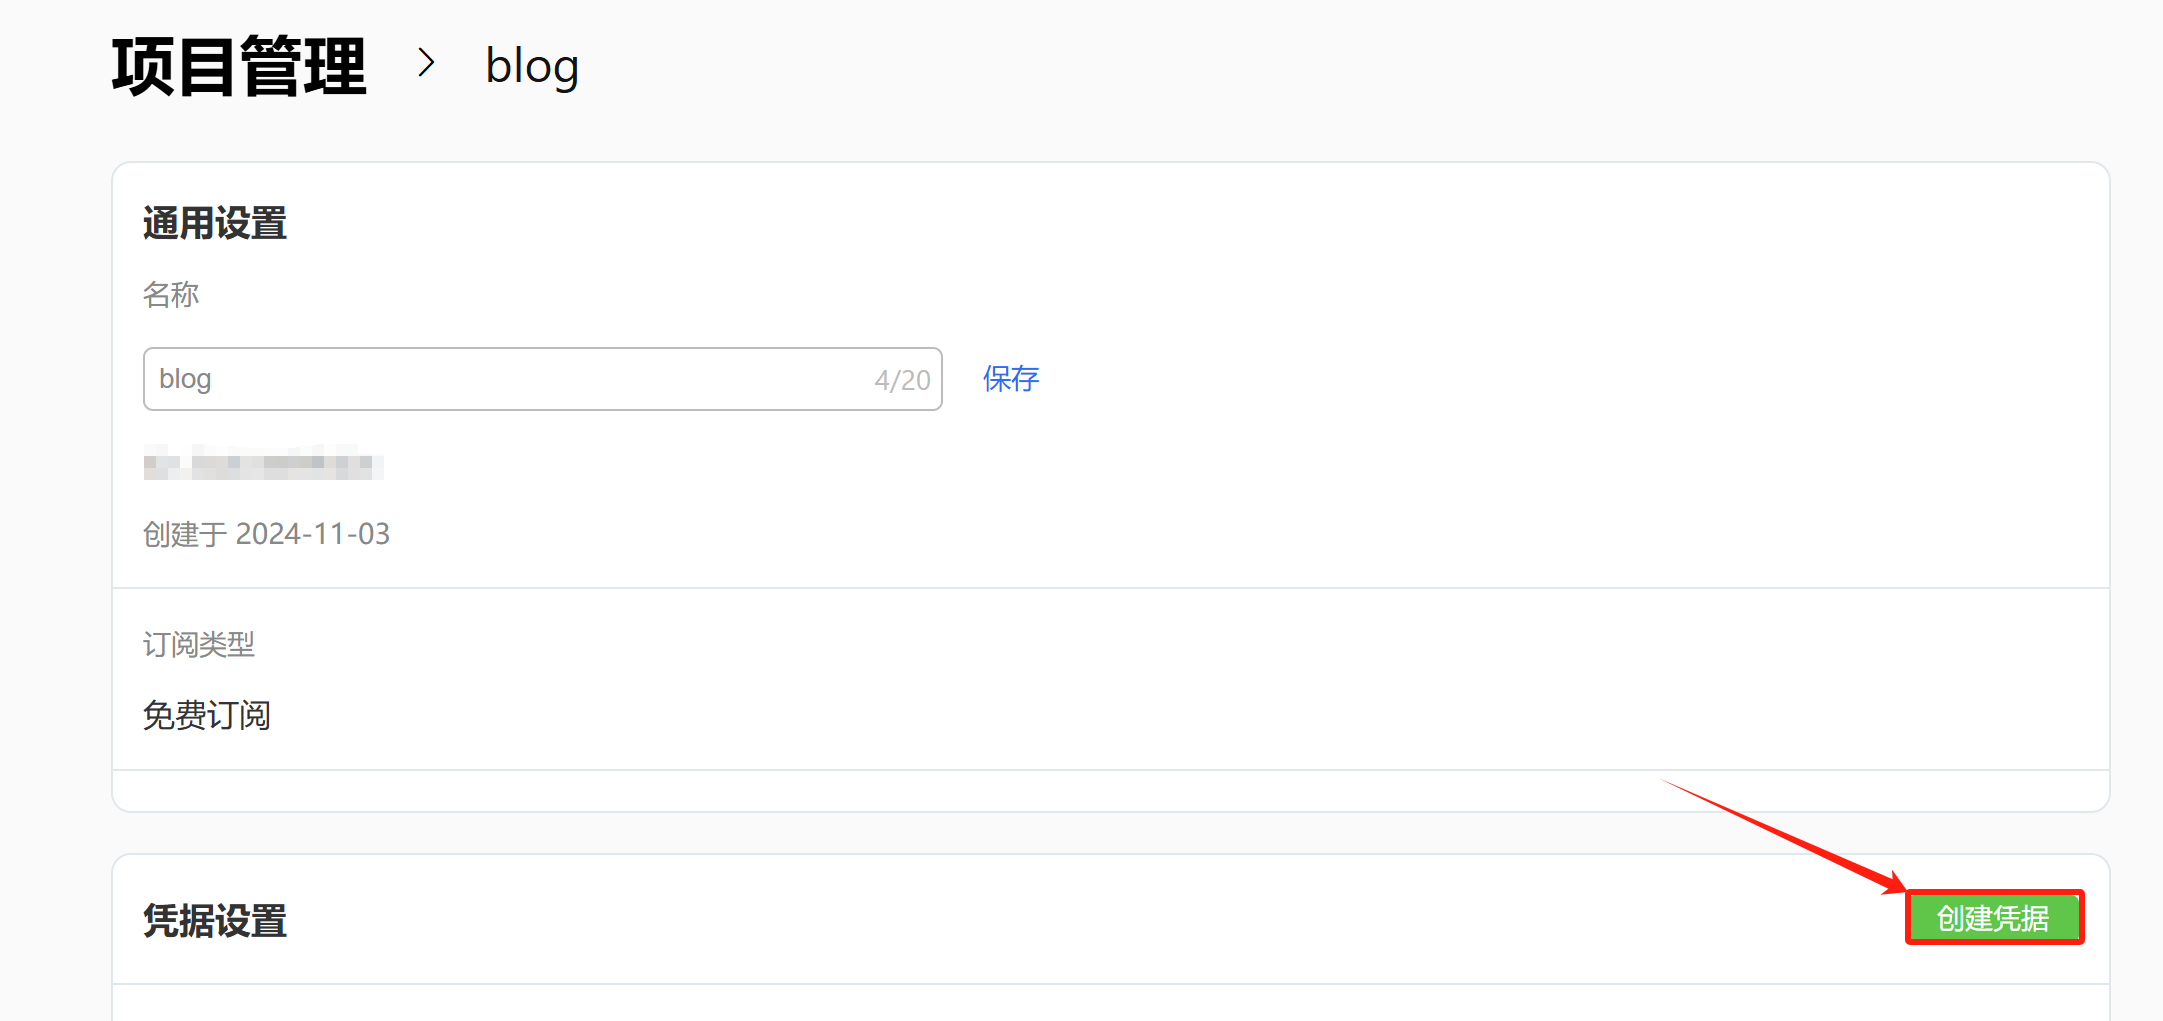 项目管理 > blog
通用设置
名称
blog 4/20 保存
创建于 2024-11-03
订阅类型
免费订阅
凭据设置 创建凭据